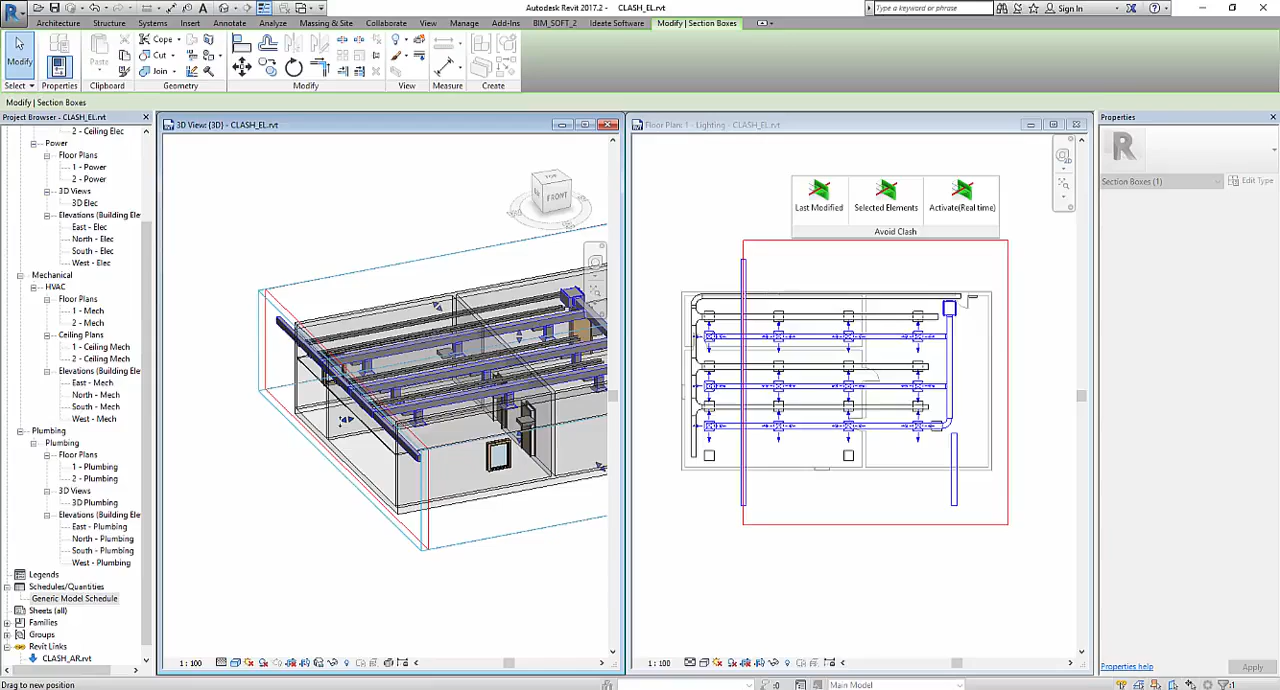 Autodesk Revit 2017.2 - CLASH_EL.rvt
Type a keyword or phrase
Sign In
Architecture Structure Systems Insert Annotate Analyze Massing & Site Collaborate View Manage Add-Ins BIM_SOFT_2 Ideate Software Modify | Section Boxes
Modify
Paste
Cope
Cut
Join
Select Properties Clipboard Geometry Modify View Measure Create
Modify | Section Boxes
Project Browser - CLASH_EL.rvt
2 - Ceiling Elec
Power
Floor Plans
1 - Power
2 - Power
3D Views
3D Elec
Elevations (Building Ele
East - Elec
North - Elec
South - Elec
West - Elec
Mechanical
HVAC
Floor Plans
1 - Mech
2 - Mech
Ceiling Plans
1 - Ceiling Mech
2 - Ceiling Mech
Elevations (Building Ele
East - Mech
North - Mech
South - Mech
West - Mech
Plumbing
Plumbing
Floor Plans
1 - Plumbing
2 - Plumbing
3D Views
3D Plumbing
Elevations (Building Ele
East - Plumbing
North - Plumbing
South - Plumbing
West - Plumbing
Legends
Schedules/Quantities
Generic Model Schedule
Sheets (all)
Families
Groups
Revit Links
CLASH_AR.rvt
3D View: {3D} - CLASH_EL.rvt
TOP
FRONT
1 : 100
Floor Plan: 1 - Lighting - CLASH_EL.rvt
Last Modified Selected Elements Activate(Real time)
Avoid Clash
1 : 100
Properties
Section Boxes (1)
Edit Type
Properties help
Apply
Drag to new position
:0
Main Model
:1